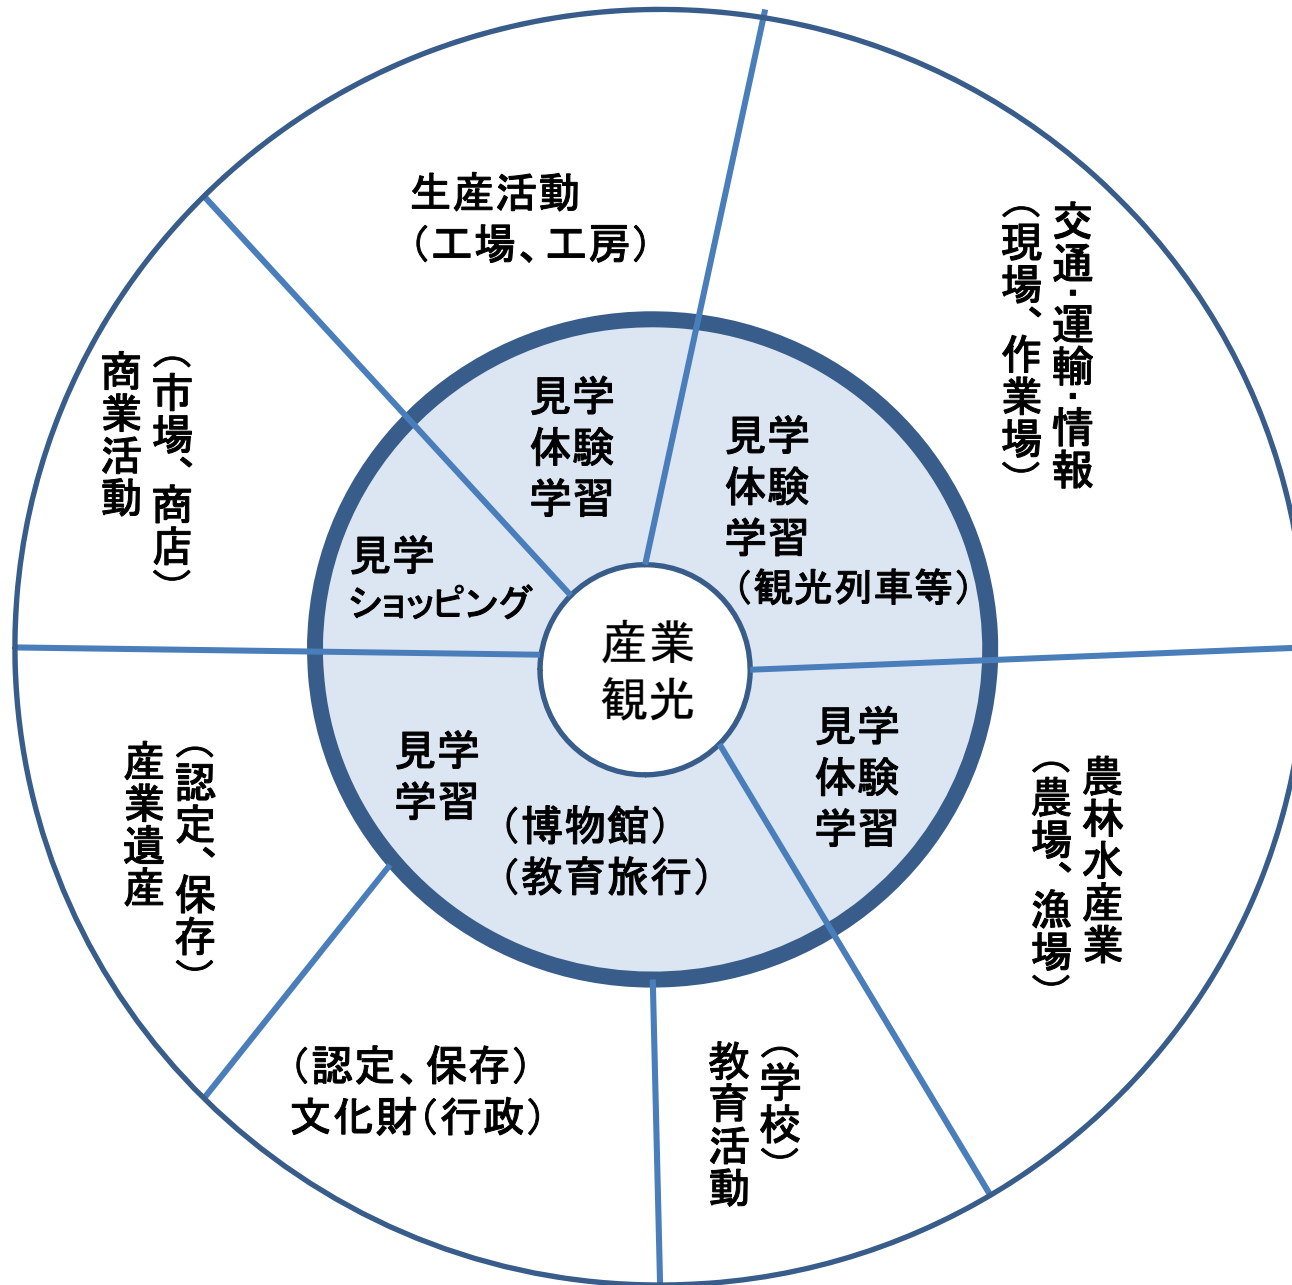 生産活動
（工場、工房）
交通・運輸・情報
（現場、作業場）
（市場、商店）
商業活動
見学
体験
学習
見学
体験
学習
（観光列車等）
見学
ショッピング
産業
観光
見学
学習
（博物館）
（教育旅行）
見学
体験
学習
農林水産業
（農場、漁場）
（認定、保存）
産業遺産
（認定、保存）
文化財（行政）
（学校）
教育活動